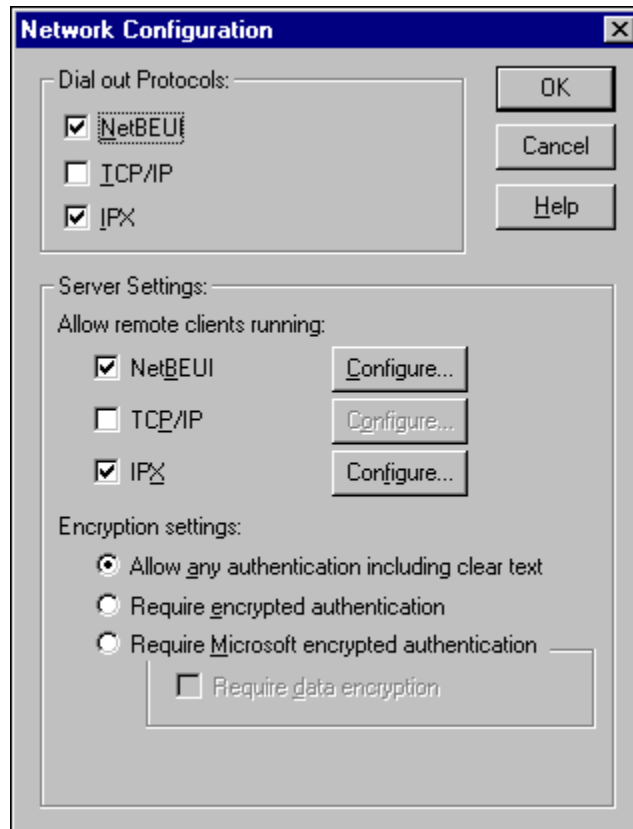 Network Configuration
Dial out Protocols:
NetBEUI
TCP/IP
IPX
OK
Cancel
Help
Server Settings:
Allow remote clients running:
NetBEUI Configure...
TCP/IP Configure...
IPX Configure...
Encryption settings:
Allow any authentication including clear text
Require encrypted authentication
Require Microsoft encrypted authentication
Require data encryption